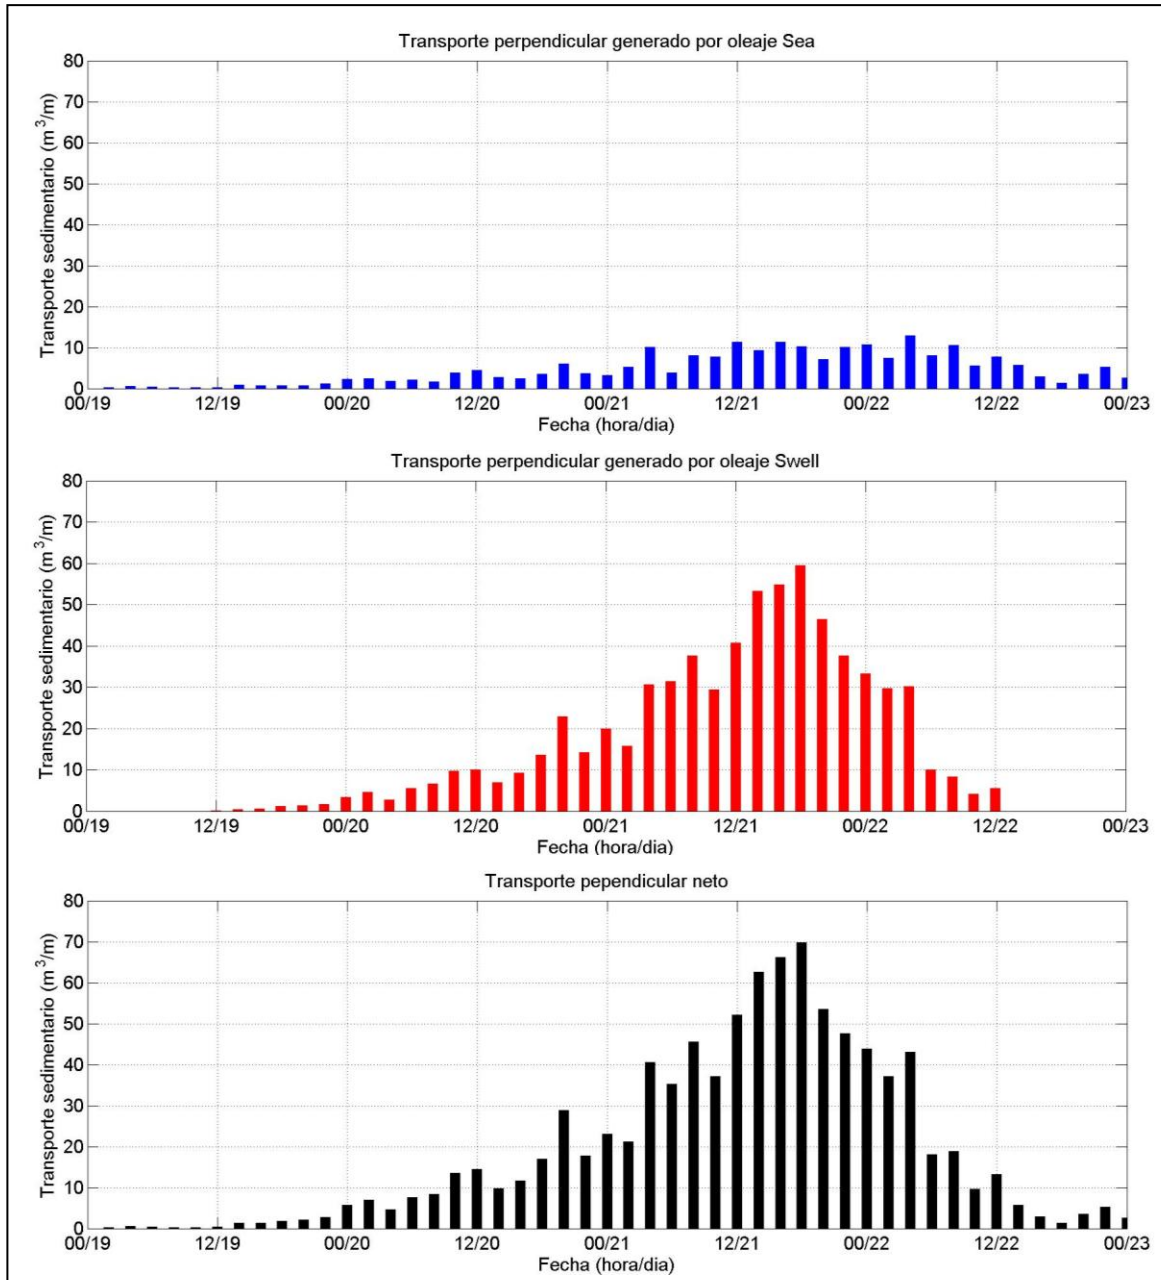 Transporte perpendicular generado por oleaje Sea
Transporte sedimentario (m³/m)
80
70
60
50
40
30
20
10
0
00/19 12/19 00/20 12/20 00/21 12/21 00/22 12/22 00/23
Fecha (hora/dia)
Transporte perpendicular generado por oleaje Swell
Transporte sedimentario (m³/m)
80
70
60
50
40
30
20
10
0
00/19 12/19 00/20 12/20 00/21 12/21 00/22 12/22 00/23
Fecha (hora/dia)
Transporte pependicular neto
Transporte sedimentario (m³/m)
80
70
60
50
40
30
20
10
0
00/19 12/19 00/20 12/20 00/21 12/21 00/22 12/22 00/23
Fecha (hora/dia)